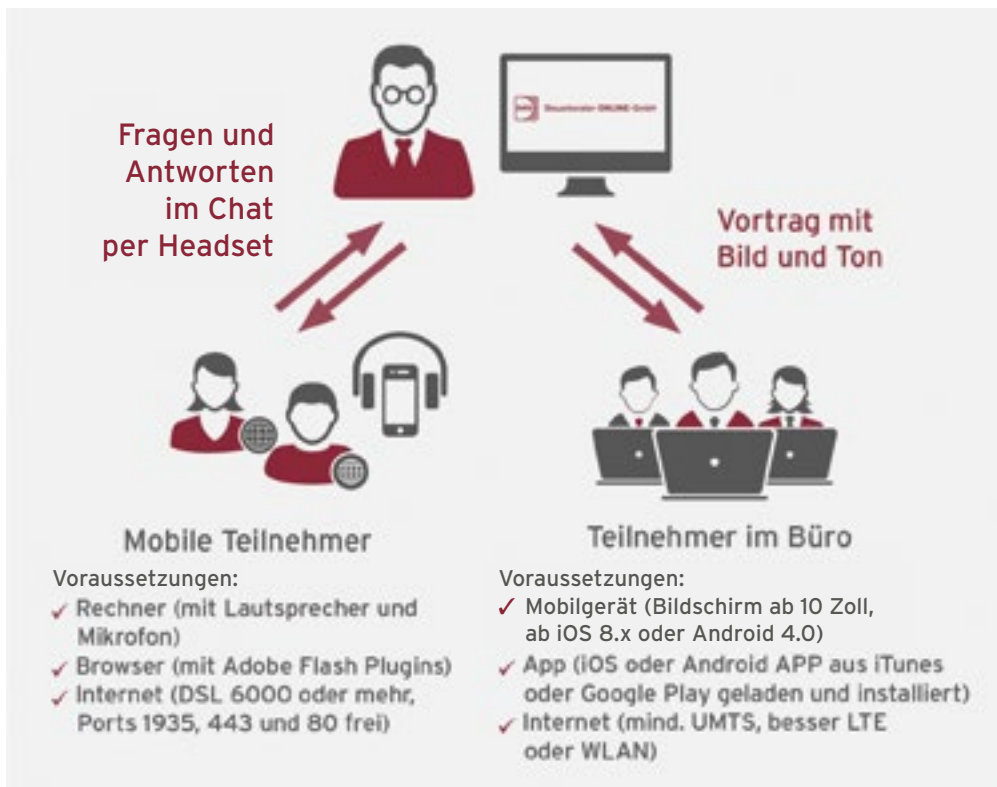 Steuerberater ONLINE GmbH
Fragen und
Antworten
im Chat
per Headset
Vortrag mit
Bild und Ton
Mobile Teilnehmer
Voraussetzungen:
✓ Rechner (mit Lautsprecher und
Mikrofon)
✓ Browser (mit Adobe Flash Plugins)
✓ Internet (DSL 6000 oder mehr,
Ports 1935, 443 und 80 frei)
Teilnehmer im Büro
Voraussetzungen:
✓ Mobilgerät (Bildschirm ab 10 Zoll,
ab iOS 8.x oder Android 4.0)
✓ App (iOS oder Android APP aus iTunes
oder Google Play geladen und installiert)
✓ Internet (mind. UMTS, besser LTE
oder WLAN)